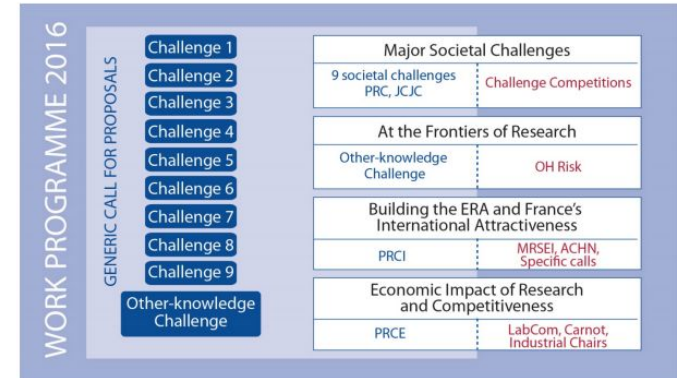 WORK PROGRAMME 2016
GENERIC CALL FOR PROPOSALS
Challenge 1
Challenge 2
Challenge 3
Challenge 4
Challenge 5
Challenge 6
Challenge 7
Challenge 8
Challenge 9
Other-knowledge
Challenge
Major Societal Challenges
9 societal challenges
PRC, JCJC
Challenge Competitions
At the Frontiers of Research
Other-knowledge
Challenge
OH Risk
Building the ERA and France's
International Attractiveness
PRCI
MRSEI, ACHN,
Specific calls
Economic Impact of Research
and Competitiveness
PRCE
LabCom, Carnot,
Industrial Chairs